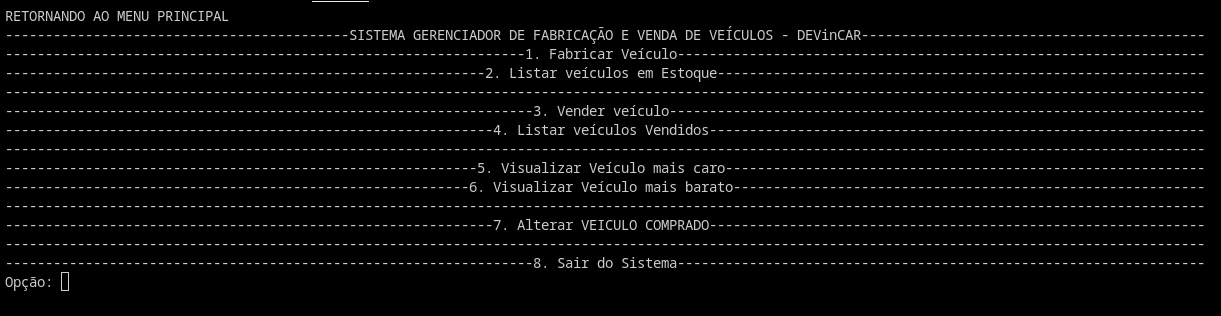 RETORNANDO AO MENU PRINCIPAL
-------------------------------------------SISTEMA GERENCIADOR DE FABRICAÇÃO E VENDA DE VEÍCULOS - DEVinCAR-------------------------------------------
-----------------------------------------------------------------1. Fabricar Veículo------------------------------------------------------------------
------------------------------------------------------------2. Listar veículos em Estoque-------------------------------------------------------------
------------------------------------------------------------------------------------------------------------------------------------------------------
------------------------------------------------------------------3. Vender veículo-------------------------------------------------------------------
-------------------------------------------------------------4. Listar veículos Vendidos--------------------------------------------------------------
------------------------------------------------------------------------------------------------------------------------------------------------------
-----------------------------------------------------------5. Visualizar Veículo mais caro------------------------------------------------------------
----------------------------------------------------------6. Visualizar Veículo mais barato-----------------------------------------------------------
------------------------------------------------------------------------------------------------------------------------------------------------------
-------------------------------------------------------------7. Alterar VEICULO COMPRADO--------------------------------------------------------------
------------------------------------------------------------------------------------------------------------------------------------------------------
------------------------------------------------------------------8. Sair do Sistema------------------------------------------------------------------
Opção: